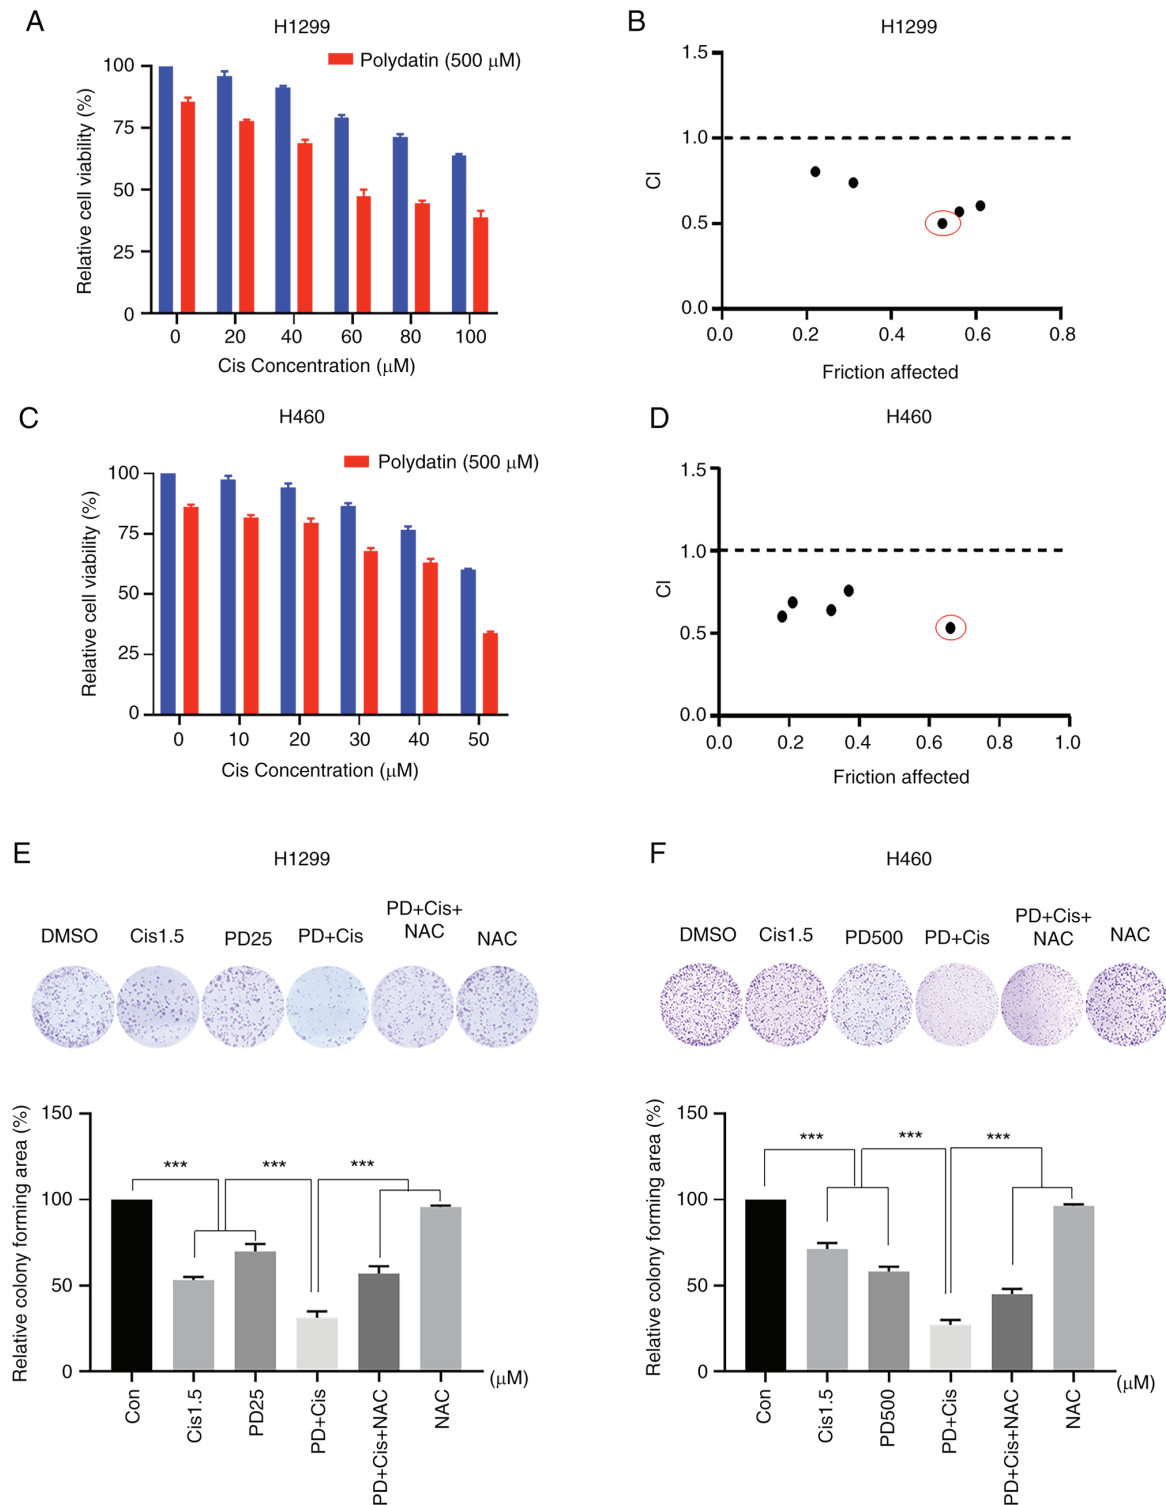 A
H1299
Polydatin (500 μM)
100
75
50
25
0
Relative cell viability (%)
0 20 40 60 80 100
Cis Concentration (μM)
B
H1299
1.5
1.0
0.5
0.0
CI
0.0 0.2 0.4 0.6 0.8
Friction affected
C
H460
Polydatin (500 μM)
100
75
50
25
0
Relative cell viability (%)
0 10 20 30 40 50
Cis Concentration (μM)
D
H460
1.5
1.0
0.5
0.0
CI
0.0 0.2 0.4 0.6 0.8 1.0
Friction affected
E
H1299
DMSO Cis1.5 PD25 PD+Cis PD+Cis+
NAC NAC
150
100
50
0
Relative colony forming area (%)
*** *** ***
Con Cis1.5 PD25 PD+Cis PD+Cis+NAC NAC
(μM)
F
H460
DMSO Cis1.5 PD500 PD+Cis PD+Cis+
NAC NAC
150
100
50
0
Relative colony forming area (%)
*** *** ***
Con Cis1.5 PD500 PD+Cis PD+Cis+NAC NAC
(μM)